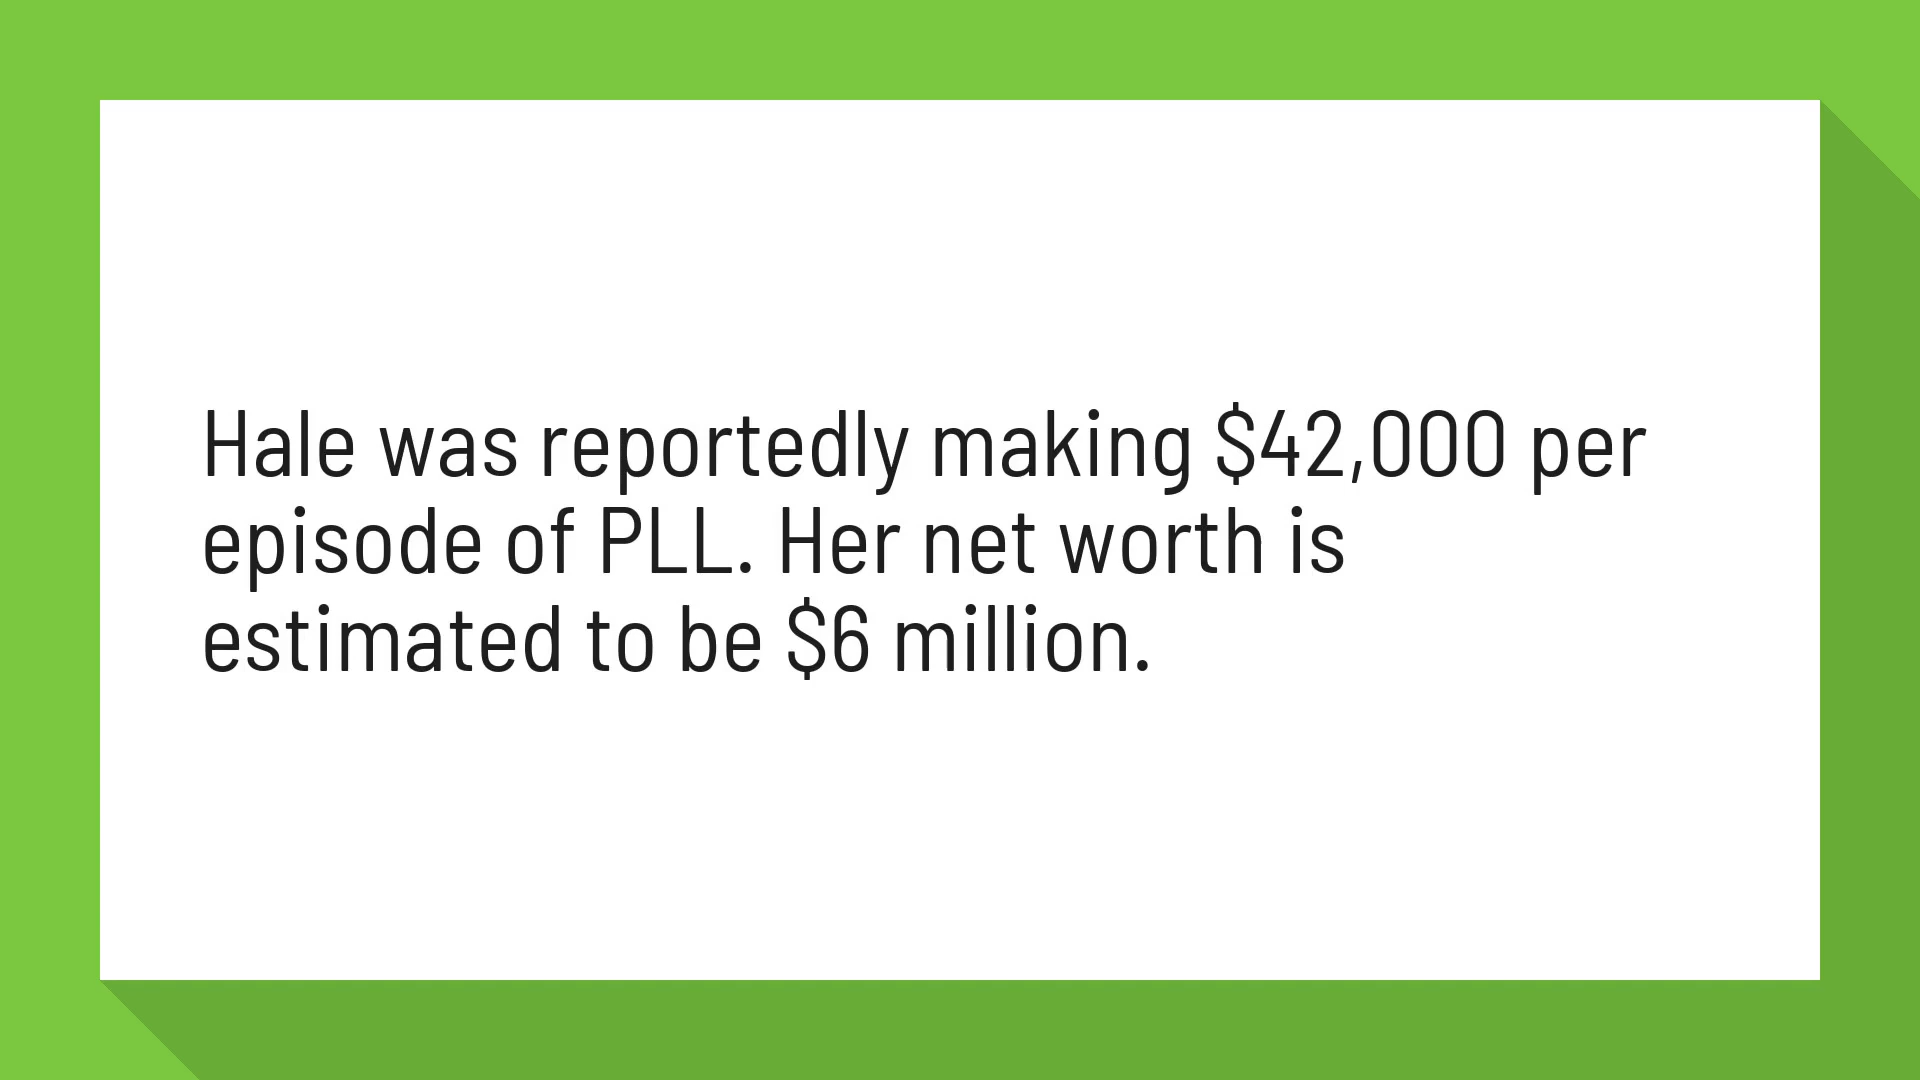 Hale was reportedly making $42,000 per
episode of PLL. Her net worth is
estimated to be $6 million.